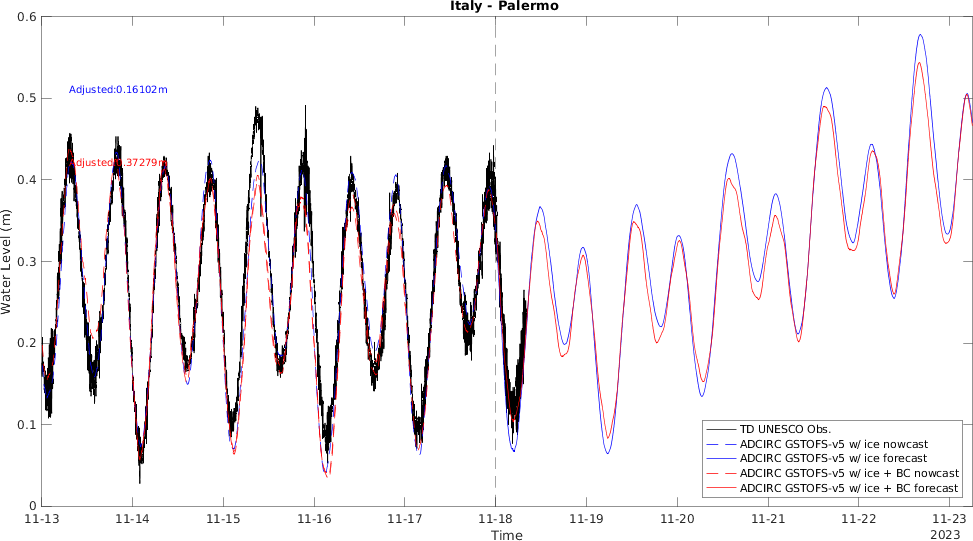 Italy - Palermo
0.6
0.5
0.4
0.3
0.2
0.1
0
Water Level (m)
Adjusted:0.16102m
Adjusted:0.37279m
TD UNESCO Obs.
ADCIRC GSTOFS-v5 w/ ice nowcast
ADCIRC GSTOFS-v5 w/ ice forecast
ADCIRC GSTOFS-v5 w/ ice + BC nowcast
ADCIRC GSTOFS-v5 w/ ice + BC forecast
11-13 11-14 11-15 11-16 11-17 11-18 11-19 11-20 11-21 11-22 11-23
Time
2023